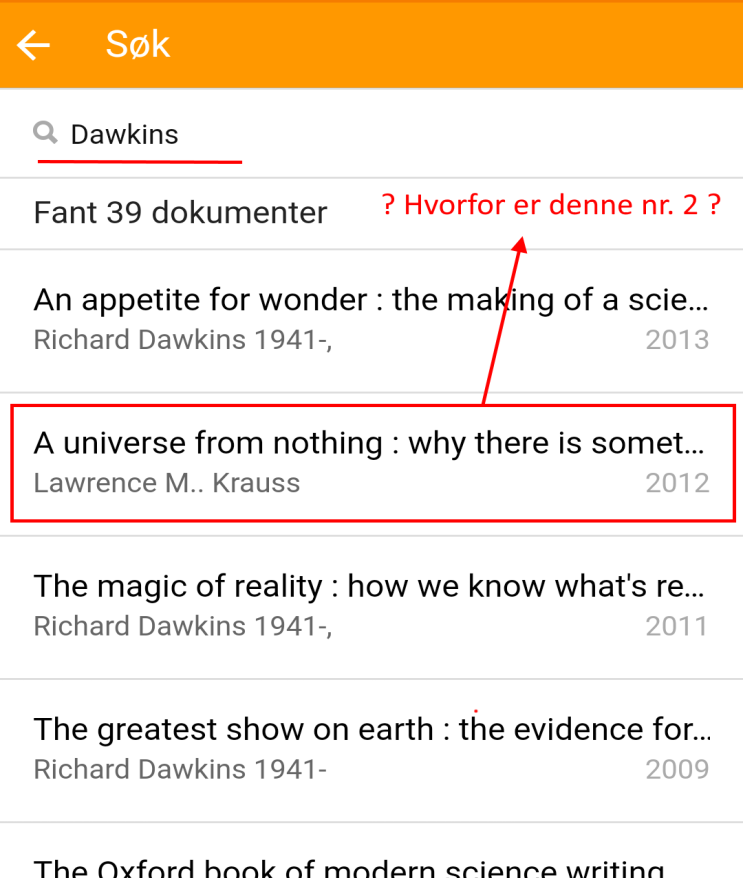 Søk
Dawkins
Fant 39 dokumenter
? Hvorfor er denne nr. 2 ?
An appetite for wonder : the making of a scie...
Richard Dawkins 1941-,
2013
A universe from nothing : why there is somet...
Lawrence M.. Krauss
2012
The magic of reality : how we know what's re...
Richard Dawkins 1941-,
2011
The greatest show on earth : the evidence for...
Richard Dawkins 1941-
2009
The Oxford book of modern science writing